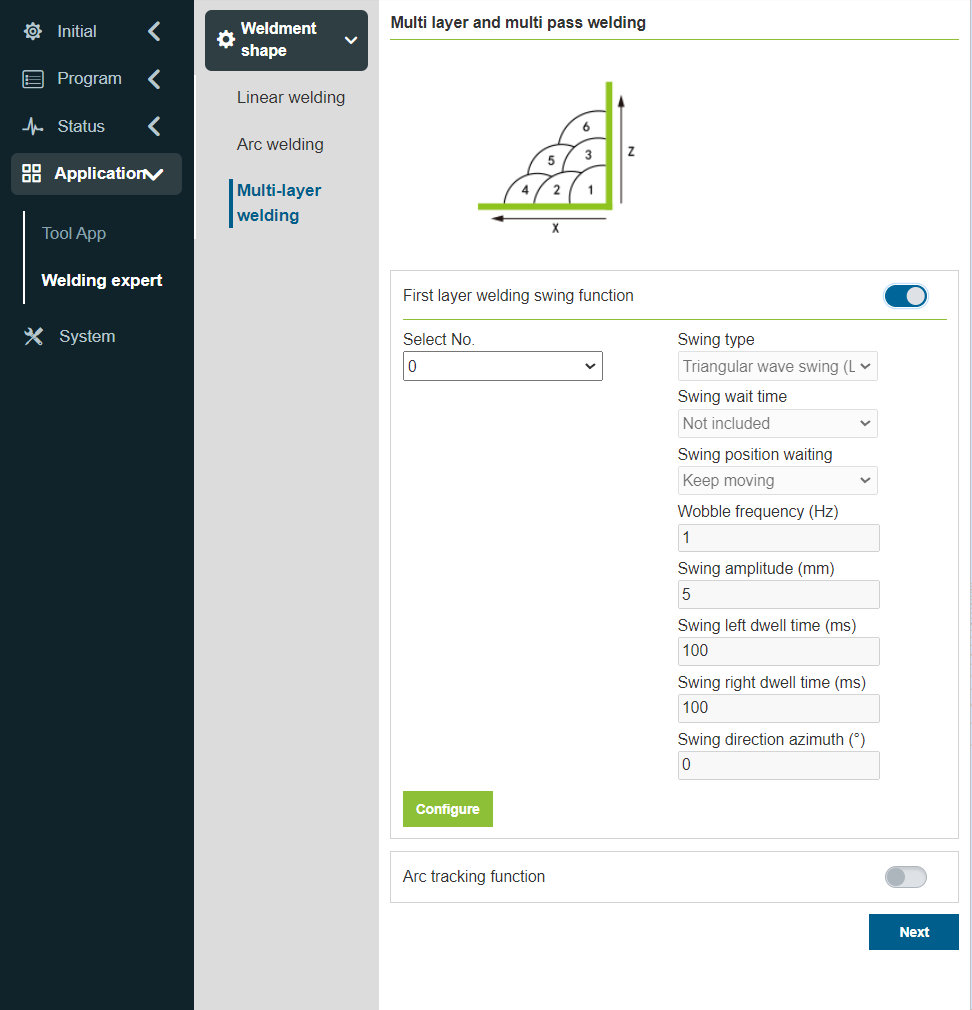 Initial
Program
Status
Application
Tool App
Welding expert
System
Weldment
shape
Linear welding
Arc welding
Multi-layer
welding
Multi layer and multi pass welding
6
5 3
4 2 1
Z
X
First layer welding swing function
Select No.
0
Swing type
Triangular wave swing (L
Swing wait time
Not included
Swing position waiting
Keep moving
Wobble frequency (Hz)
1
Swing amplitude (mm)
5
Swing left dwell time (ms)
100
Swing right dwell time (ms)
100
Swing direction azimuth (°)
0
Configure
Arc tracking function
Next